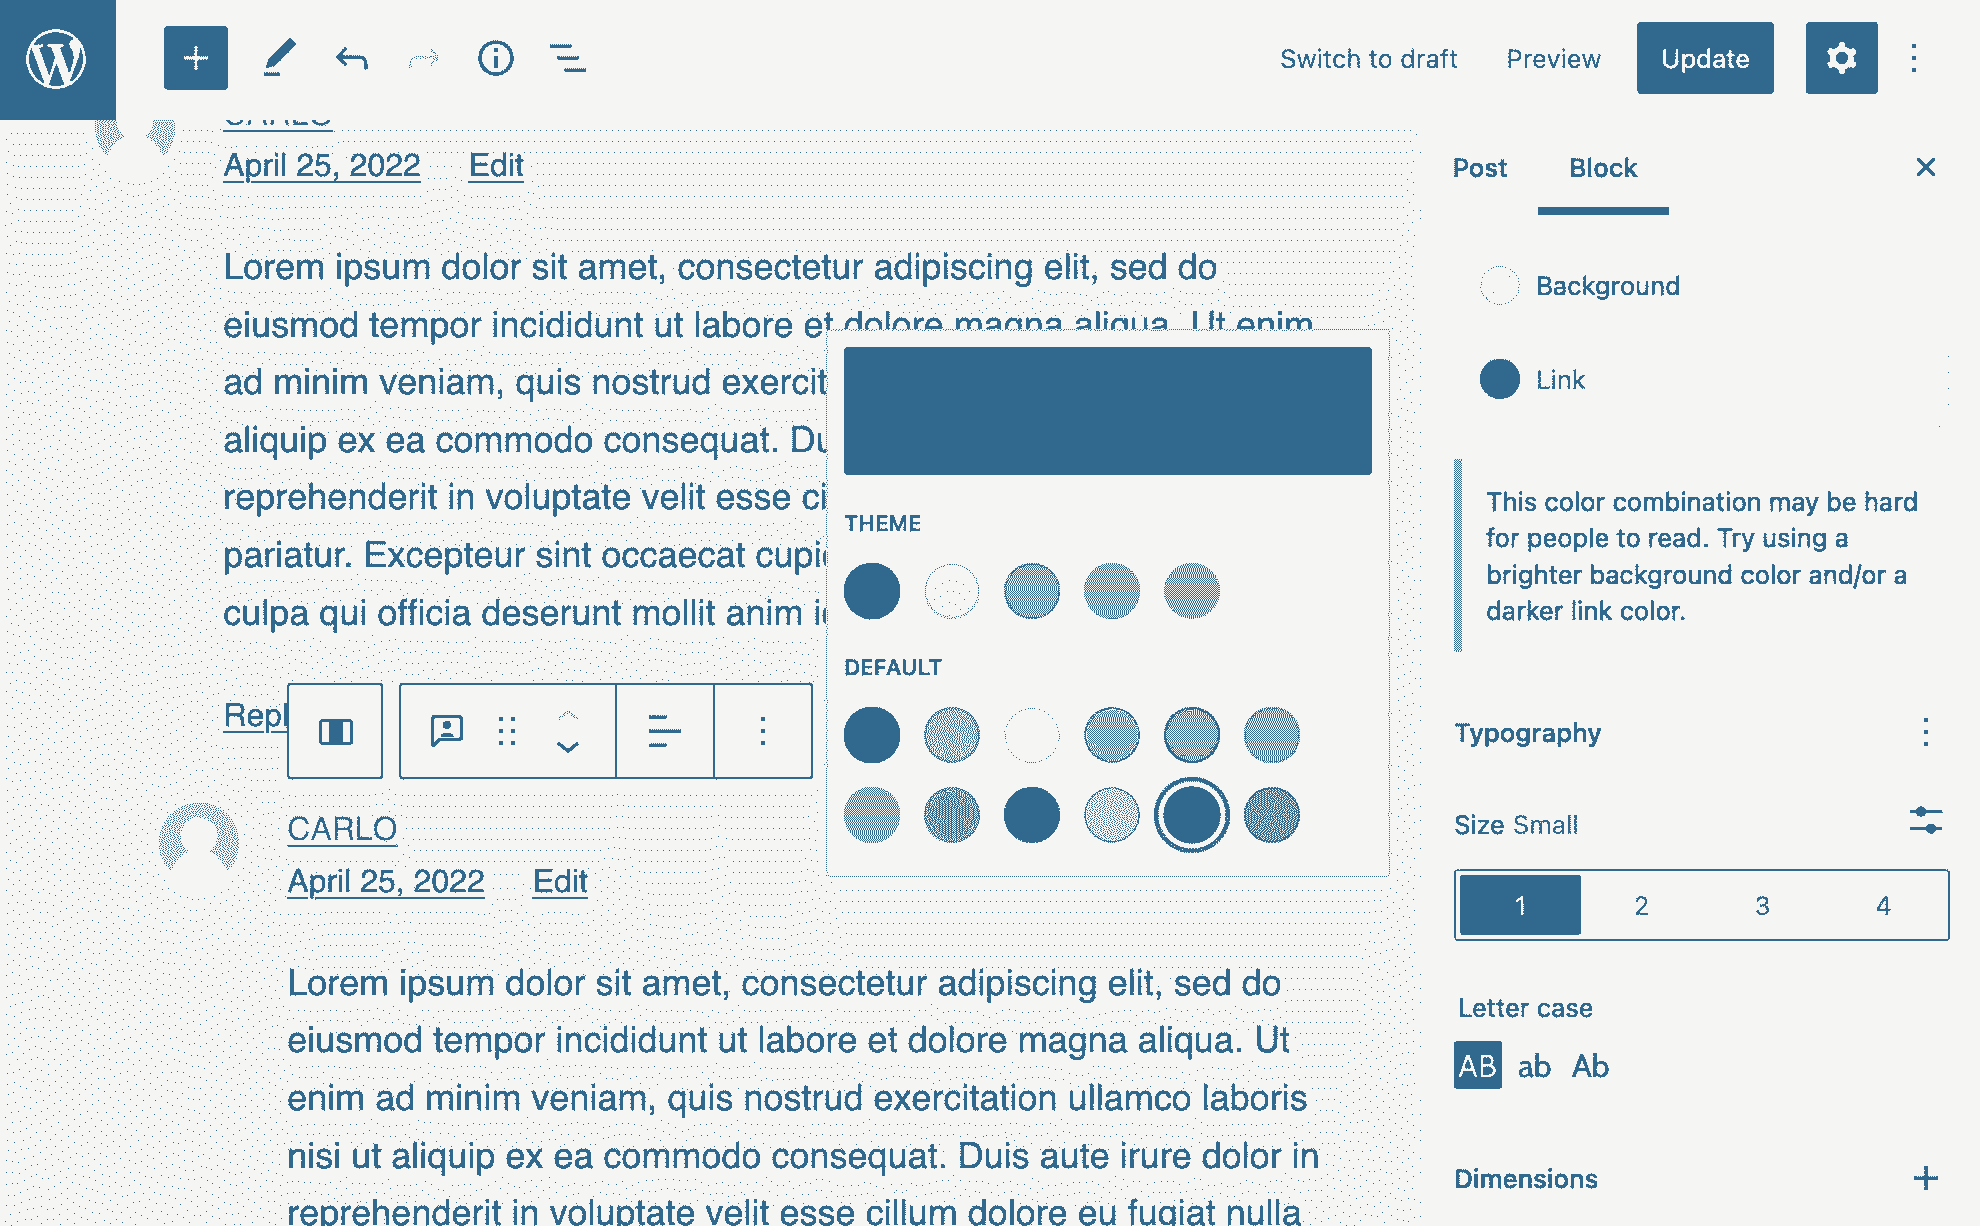 Switch to draft Preview Update
CARLO
April 25, 2022 Edit
Lorem ipsum dolor sit amet, consectetur adipiscing elit, sed do
eiusmod tempor incididunt ut labore et dolore magna aliqua. Ut enim
ad minim veniam, quis nostrud exercit
aliquip ex ea commodo consequat. Du
reprehenderit in voluptate velit esse ci
pariatur. Excepteur sint occaecat cupi
culpa qui officia deserunt mollit anim i
Repl
CARLO
April 25, 2022 Edit
Lorem ipsum dolor sit amet, consectetur adipiscing elit, sed do
eiusmod tempor incididunt ut labore et dolore magna aliqua. Ut
enim ad minim veniam, quis nostrud exercitation ullamco laboris
nisi ut aliquip ex ea commodo consequat. Duis aute irure dolor in
reprehenderit in voluptate velit esse cillum dolore eu fugiat nulla
THEME
DEFAULT
Post Block
Background
Link
This color combination may be hard
for people to read. Try using a
brighter background color and/or a
darker link color.
Typography
Size Small
1 2 3 4
Letter case
AB ab Ab
Dimensions